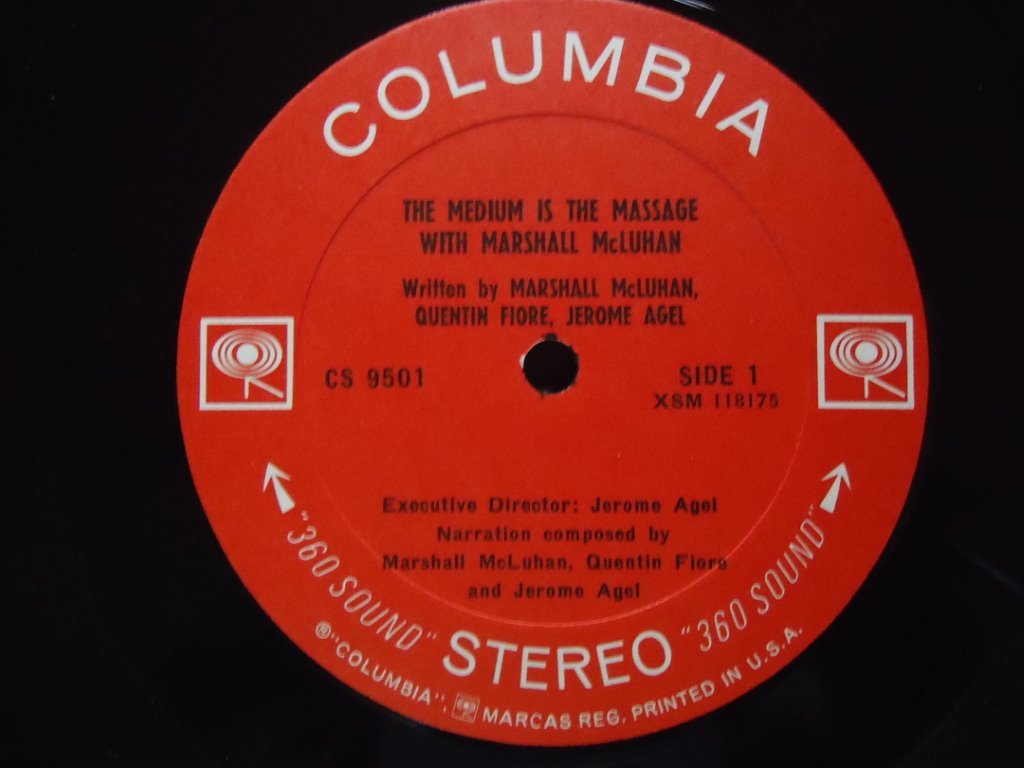 COLUMBIA
THE MEDIUM IS THE MASSAGE
WITH MARSHALL McLUHAN
Written by MARSHALL McLUHAN,
QUENTIN FIORE, JEROME AGEL
CS 9501
SIDE 1
XSM 118175
Executive Director: Jerome Agel
Narration composed by
Marshall McLuhan, Quentin Fiore
and Jerome Agel
"360 SOUND" STEREO "360 SOUND"
®"COLUMBIA", MARCAS REG. PRINTED IN U.S.A.